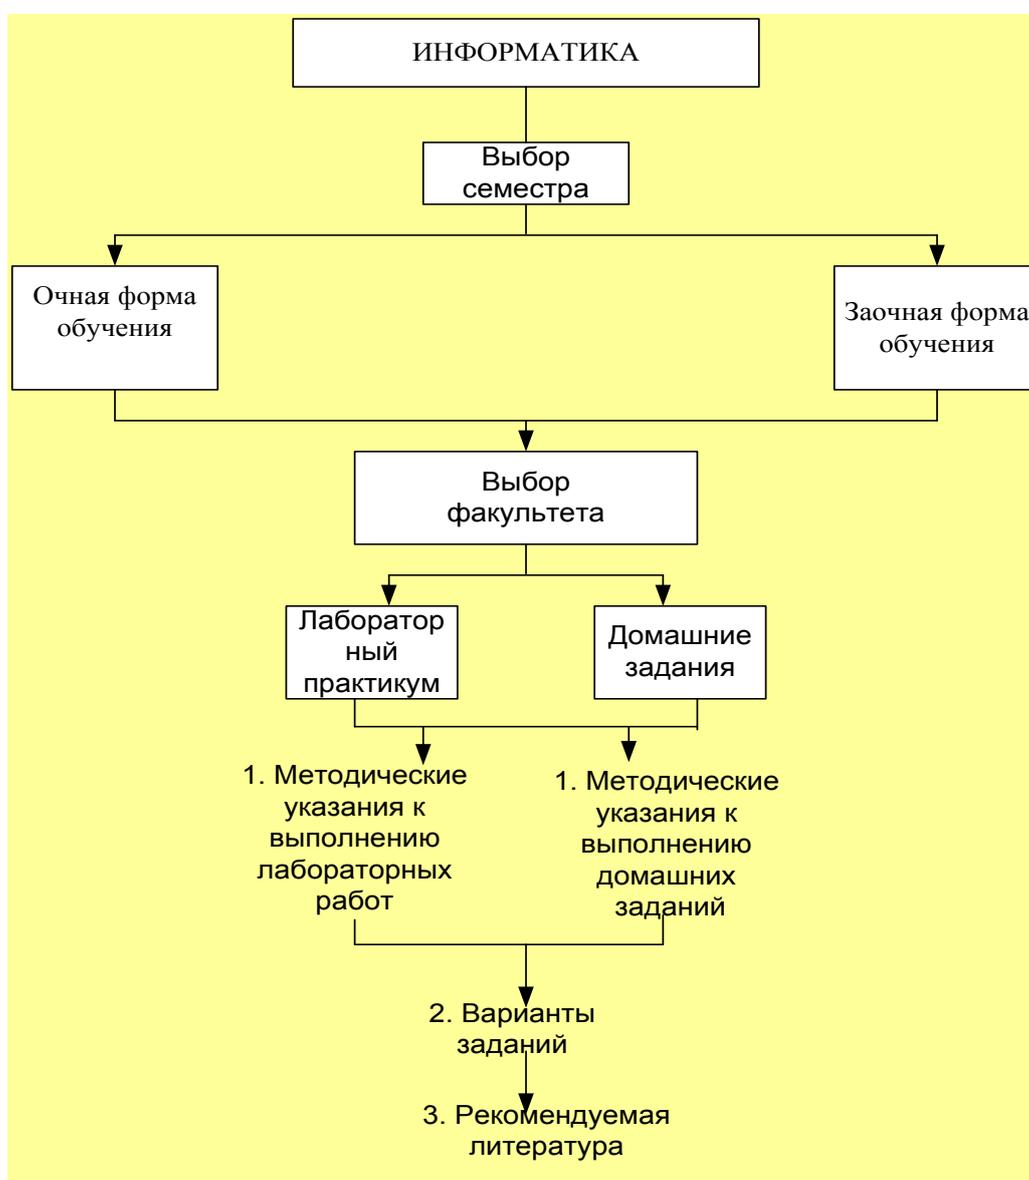 ИНФОРМАТИКА
Выбор
семестра
Очная форма
обучения
Заочная форма
обучения
Выбор
факультета
Лаборатор
ный
практикум
Домашние
задания
1. Методические
указания к
выполнению
лабораторных
работ
1. Методические
указания к
выполнению
домашних
заданий
2. Варианты
заданий
3. Рекомендуемая
литература